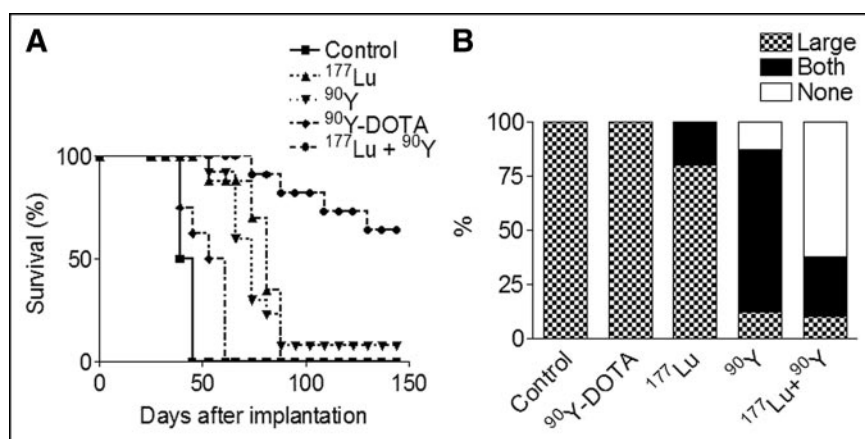 A
Control
¹⁷⁷Lu
⁹⁰Y
⁹⁰Y-DOTA
¹⁷⁷Lu + ⁹⁰Y
Survival (%)
100
50
0
0
50
100
150
Days after implantation
B
Large
Both
None
%
100
75
50
25
0
Control
⁹⁰Y-DOTA
¹⁷⁷Lu
⁹⁰Y
¹⁷⁷Lu+⁹⁰Y